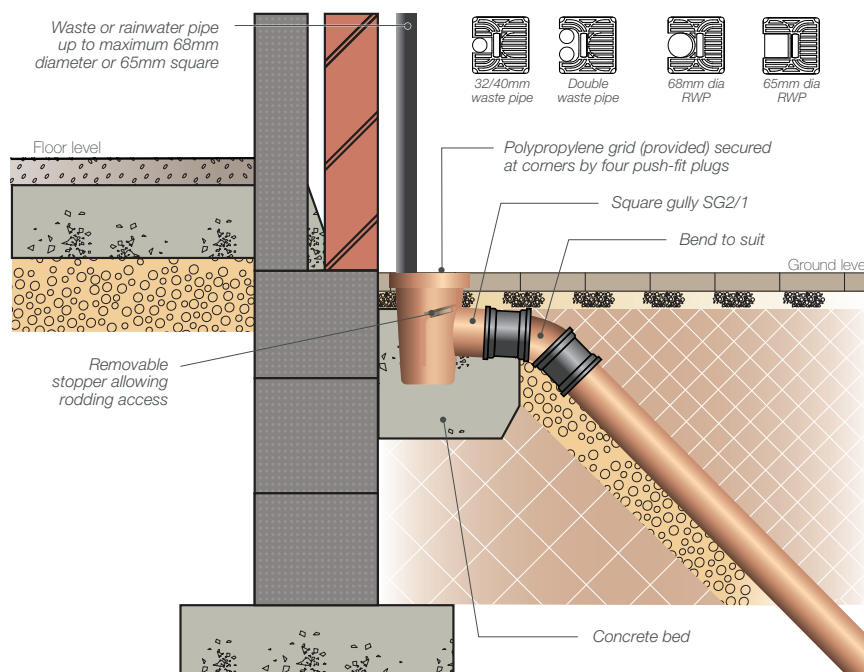 Waste or rainwater pipe
up to maximum 68mm
diameter or 65mm square
32/40mm
waste pipe
Double
waste pipe
68mm dia
RWP
65mm dia
RWP
Floor level
Polypropylene grid (provided) secured
at corners by four push-fit plugs
Square gully SG2/1
Bend to suit
Ground level
Removable
stopper allowing
rodding access
Concrete bed